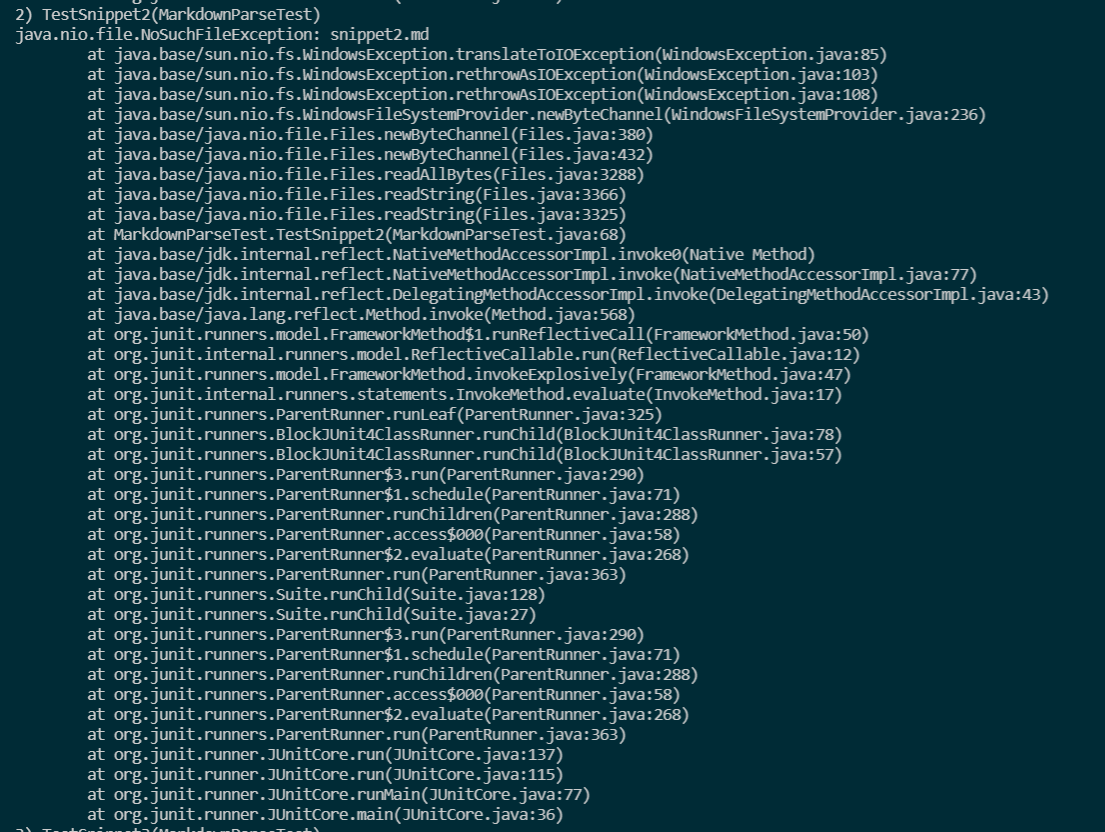 2) TestSnippet2(MarkdownParseTest)
java.nio.file.NoSuchFileException: snippet2.md
at java.base/sun.nio.fs.WindowsException.translateToIOException(WindowsException.java:85)
at java.base/sun.nio.fs.WindowsException.rethrowAsIOException(WindowsException.java:103)
at java.base/sun.nio.fs.WindowsException.rethrowAsIOException(WindowsException.java:108)
at java.base/sun.nio.fs.WindowsFileSystemProvider.newByteChannel(WindowsFileSystemProvider.java:236)
at java.base/java.nio.file.Files.newByteChannel(Files.java:380)
at java.base/java.nio.file.Files.newByteChannel(Files.java:432)
at java.base/java.nio.file.Files.readAllBytes(Files.java:3288)
at java.base/java.nio.file.Files.readString(Files.java:3366)
at java.base/java.nio.file.Files.readString(Files.java:3325)
at MarkdownParseTest.TestSnippet2(MarkdownParseTest.java:68)
at java.base/jdk.internal.reflect.NativeMethodAccessorImpl.invoke0(Native Method)
at java.base/jdk.internal.reflect.NativeMethodAccessorImpl.invoke(NativeMethodAccessorImpl.java:77)
at java.base/jdk.internal.reflect.DelegatingMethodAccessorImpl.invoke(DelegatingMethodAccessorImpl.java:43)
at java.base/java.lang.reflect.Method.invoke(Method.java:568)
at org.junit.runners.model.FrameworkMethod$1.runReflectiveCall(FrameworkMethod.java:50)
at org.junit.internal.runners.model.ReflectiveCallable.run(ReflectiveCallable.java:12)
at org.junit.runners.model.FrameworkMethod.invokeExplosively(FrameworkMethod.java:47)
at org.junit.internal.runners.statements.InvokeMethod.evaluate(InvokeMethod.java:17)
at org.junit.runners.ParentRunner.runLeaf(ParentRunner.java:325)
at org.junit.runners.BlockJUnit4ClassRunner.runChild(BlockJUnit4ClassRunner.java:78)
at org.junit.runners.BlockJUnit4ClassRunner.runChild(BlockJUnit4ClassRunner.java:57)
at org.junit.runners.ParentRunner$3.run(ParentRunner.java:290)
at org.junit.runners.ParentRunner$1.schedule(ParentRunner.java:71)
at org.junit.runners.ParentRunner.runChildren(ParentRunner.java:288)
at org.junit.runners.ParentRunner.access$000(ParentRunner.java:58)
at org.junit.runners.ParentRunner$2.evaluate(ParentRunner.java:268)
at org.junit.runners.ParentRunner.run(ParentRunner.java:363)
at org.junit.runners.Suite.runChild(Suite.java:128)
at org.junit.runners.Suite.runChild(Suite.java:27)
at org.junit.runners.ParentRunner$3.run(ParentRunner.java:290)
at org.junit.runners.ParentRunner$1.schedule(ParentRunner.java:71)
at org.junit.runners.ParentRunner.runChildren(ParentRunner.java:288)
at org.junit.runners.ParentRunner.access$000(ParentRunner.java:58)
at org.junit.runners.ParentRunner$2.evaluate(ParentRunner.java:268)
at org.junit.runners.ParentRunner.run(ParentRunner.java:363)
at org.junit.runner.JUnitCore.run(JUnitCore.java:137)
at org.junit.runner.JUnitCore.run(JUnitCore.java:115)
at org.junit.runner.JUnitCore.runMain(JUnitCore.java:77)
at org.junit.runner.JUnitCore.main(JUnitCore.java:36)